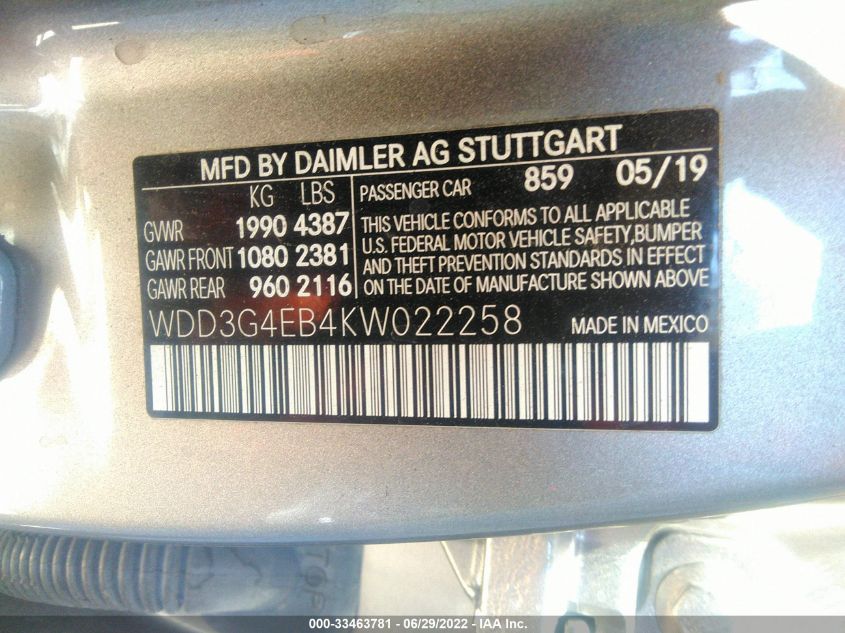 MFD BY DAIMLER AG STUTTGART
KG LBS
GVWR 1990 4387
GAWR FRONT 1080 2381
GAWR REAR 960 2116
PASSENGER CAR 859 05/19
THIS VEHICLE CONFORMS TO ALL APPLICABLE
U.S. FEDERAL MOTOR VEHICLE SAFETY,BUMPER
AND THEFT PREVENTION STANDARDS IN EFFECT
ON THE DATE OF MANUFACTURE SHOWN ABOVE
WDD3G4EB4KW022258 MADE IN MEXICO
TOP
000-33463781 - 06/29/2022 - IAA Inc.